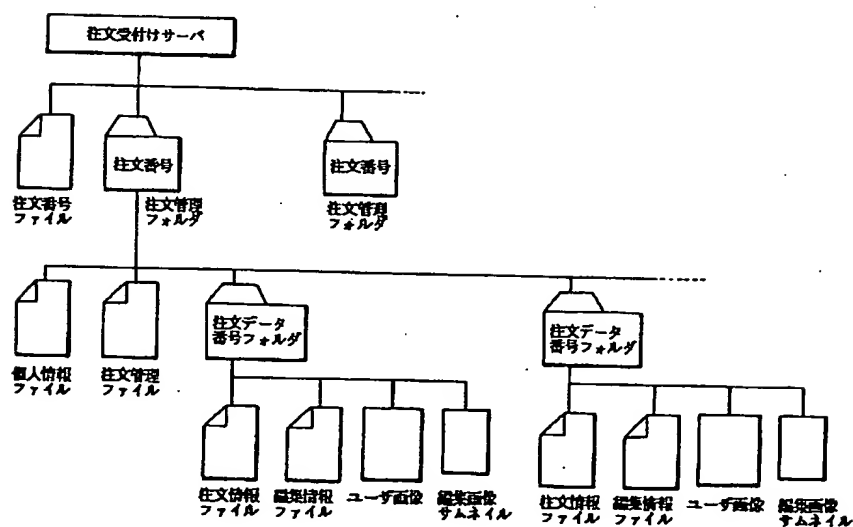 注文受付けサーバ
注文番号
注文番号
注文番号
ファイル
注文管理
フォルダ
注文管理
フォルダ
注文データ
番号フォルダ
注文データ
番号フォルダ
個人情報
ファイル
注文管理
ファイル
注文情報
ファイル
編集情報
ファイル
ユーザ画像
編集画像
サムネイル
注文情報
ファイル
編集情報
ファイル
ユーザ画像
編集画像
サムネイル